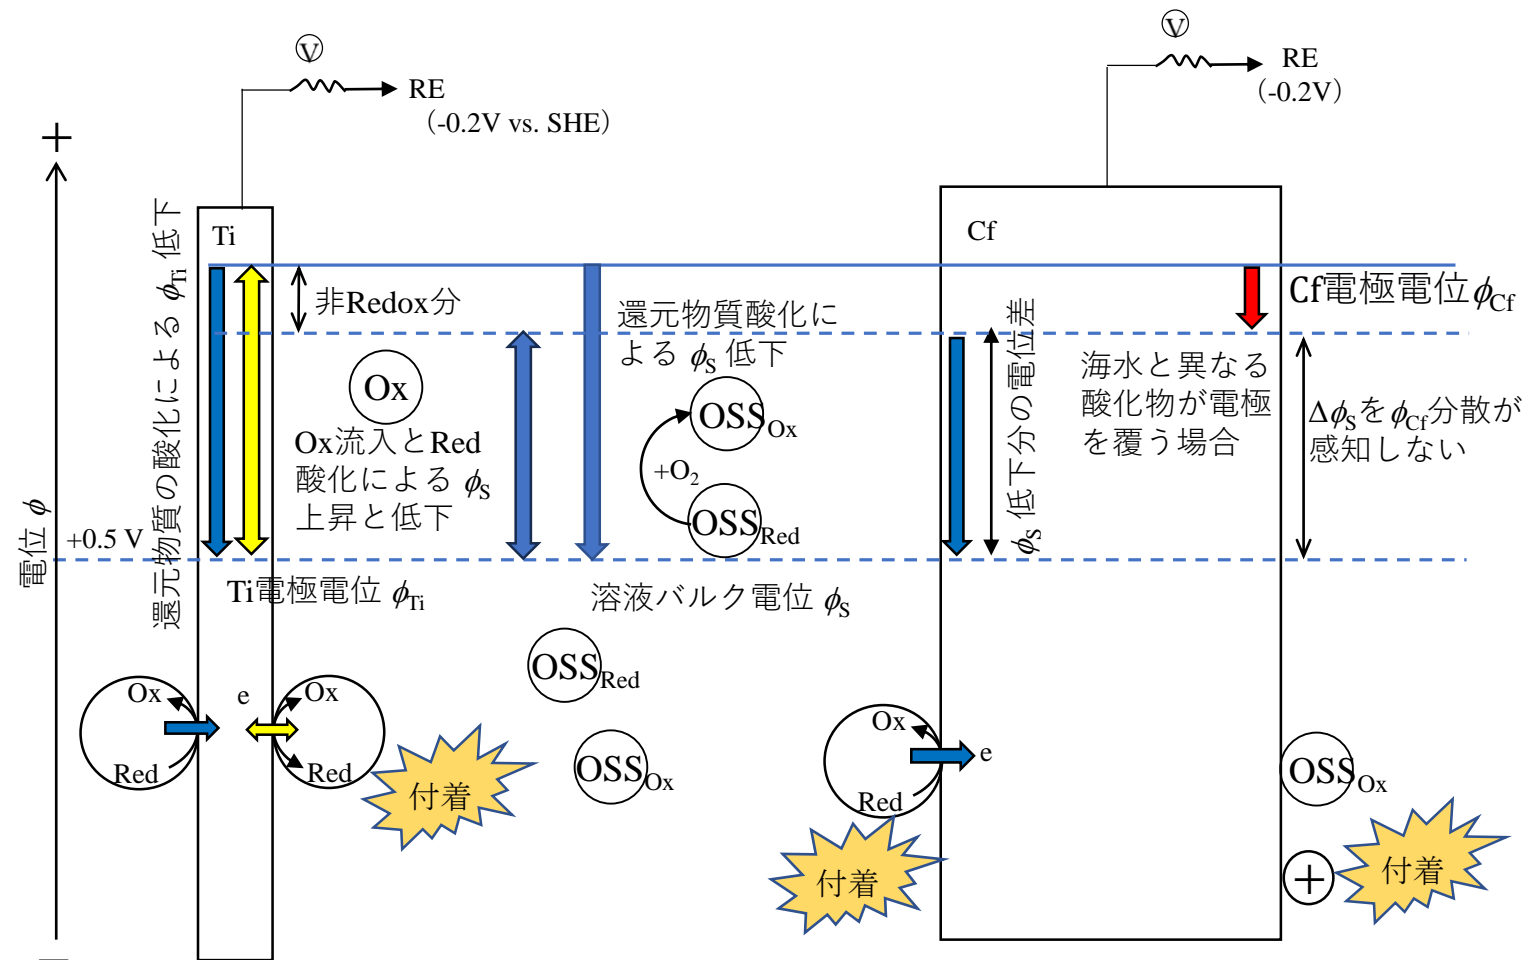 V
RE
（-0.2V vs. SHE）
V
RE
（-0.2V）
+
電位 ϕ
+0.5 V
−
還元物質の酸化による ϕTi 低下
Ti
非Redox分
Ox
Ox流入とRed
酸化による ϕS
上昇と低下
Ti電極電位 ϕTi
還元物質酸化に
よる ϕS 低下
OSSOx
+O2
OSSRed
溶液バルク電位 ϕS
Cf
ϕS 低下分の電位差
Cf電極電位ϕCf
海水と異なる
酸化物が電極
を覆う場合
ΔϕSをϕCf分散が
感知しない
Ox
Red
e
Ox
Red
付着
OSSRed
OSSOx
Ox
Red
e
付着
OSSOx
+
付着